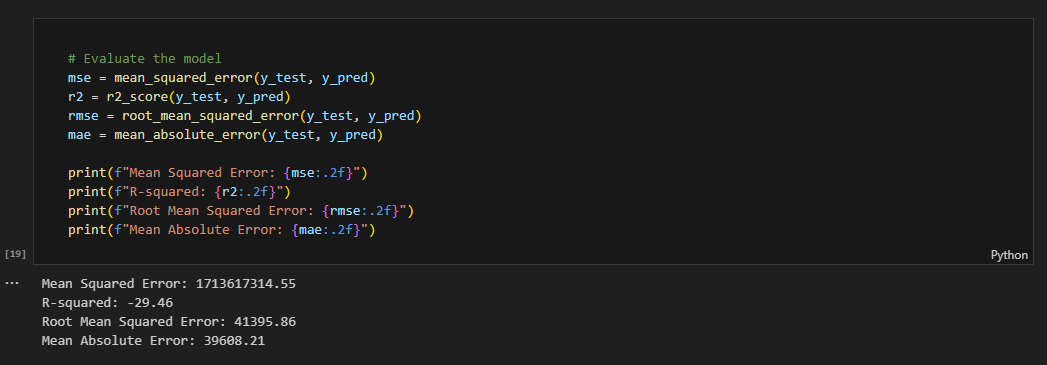 # Evaluate the model
mse = mean_squared_error(y_test, y_pred)
r2 = r2_score(y_test, y_pred)
rmse = root_mean_squared_error(y_test, y_pred)
mae = mean_absolute_error(y_test, y_pred)
print(f"Mean Squared Error: {mse:.2f}")
print(f"R-squared: {r2:.2f}")
print(f"Root Mean Squared Error: {rmse:.2f}")
print(f"Mean Absolute Error: {mae:.2f}")
[19]
Python
...
Mean Squared Error: 1713617314.55
R-squared: -29.46
Root Mean Squared Error: 41395.86
Mean Absolute Error: 39608.21